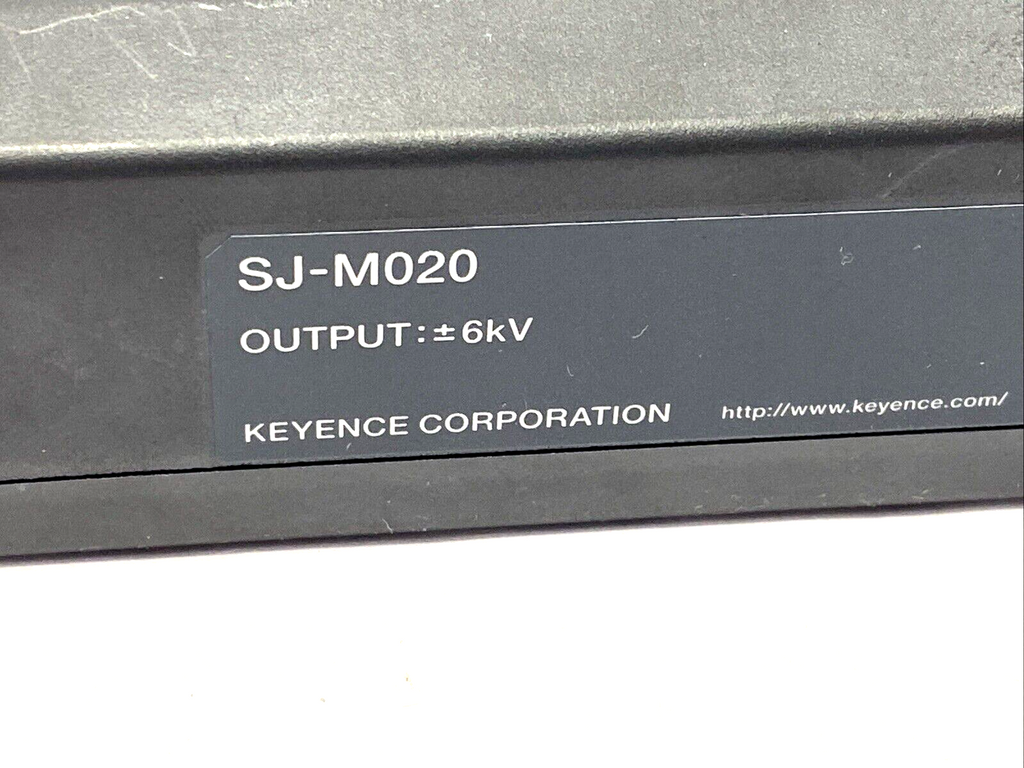 SJ-M020
OUTPUT:±6kV
KEYENCE CORPORATION http://www.keyence.com/